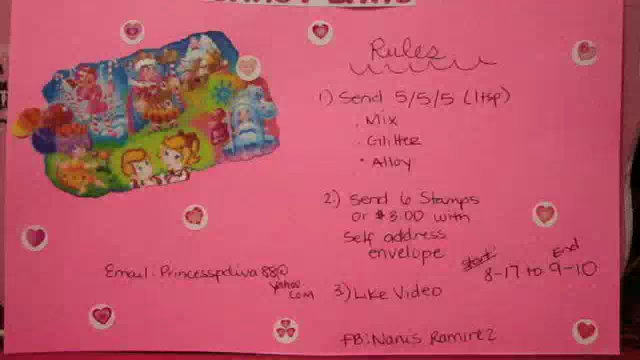 Rules
1) Send 5/5/5 (1tsp)
. Mix
. Glitter
. Alloy
2.) Send 6 Stamps
or $3.00 with
Self address
envelope
Start End
8-17 to 9-10
Email: Princesspdiva88@
Yahoo.
com
3.) Like Video
FB: Nanis Ramirez